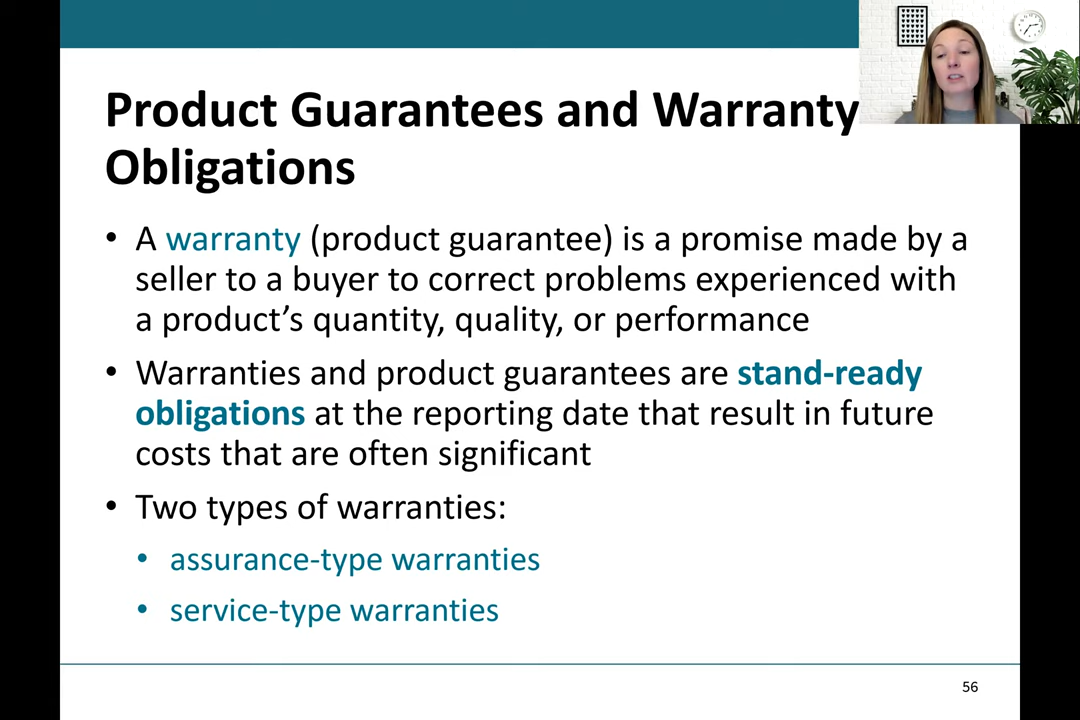 Product Guarantees and Warranty
Obligations
• A warranty (product guarantee) is a promise made by a
seller to a buyer to correct problems experienced with
a product’s quantity, quality, or performance
• Warranties and product guarantees are stand-ready
obligations at the reporting date that result in future
costs that are often significant
• Two types of warranties:
• assurance-type warranties
• service-type warranties
56